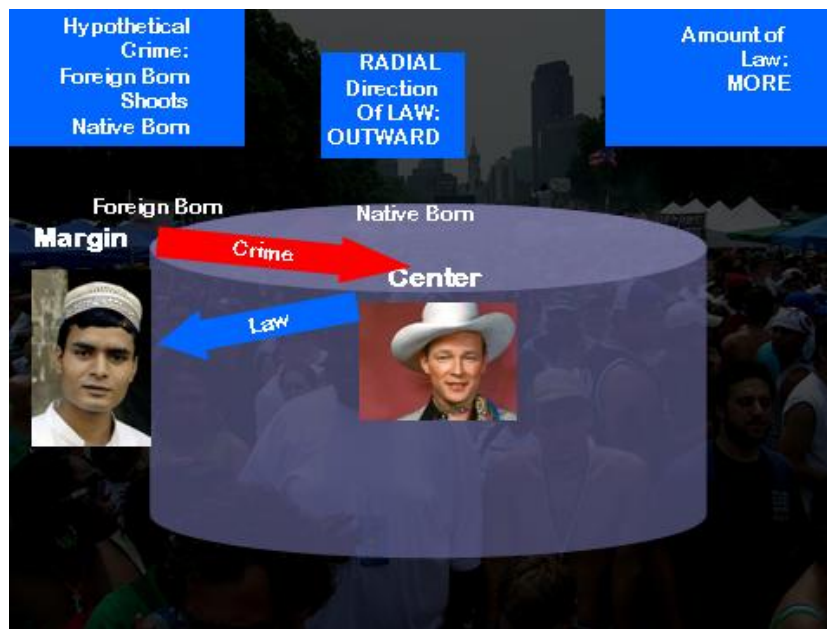 Hypothetical
Crime:
Foreign Born
Shoots
Native Born
RADIAL
Direction
Of LAW:
OUTWARD
Amount of
Law:
MORE
Foreign Born
Margin
Native Born
Crime
Center
Law